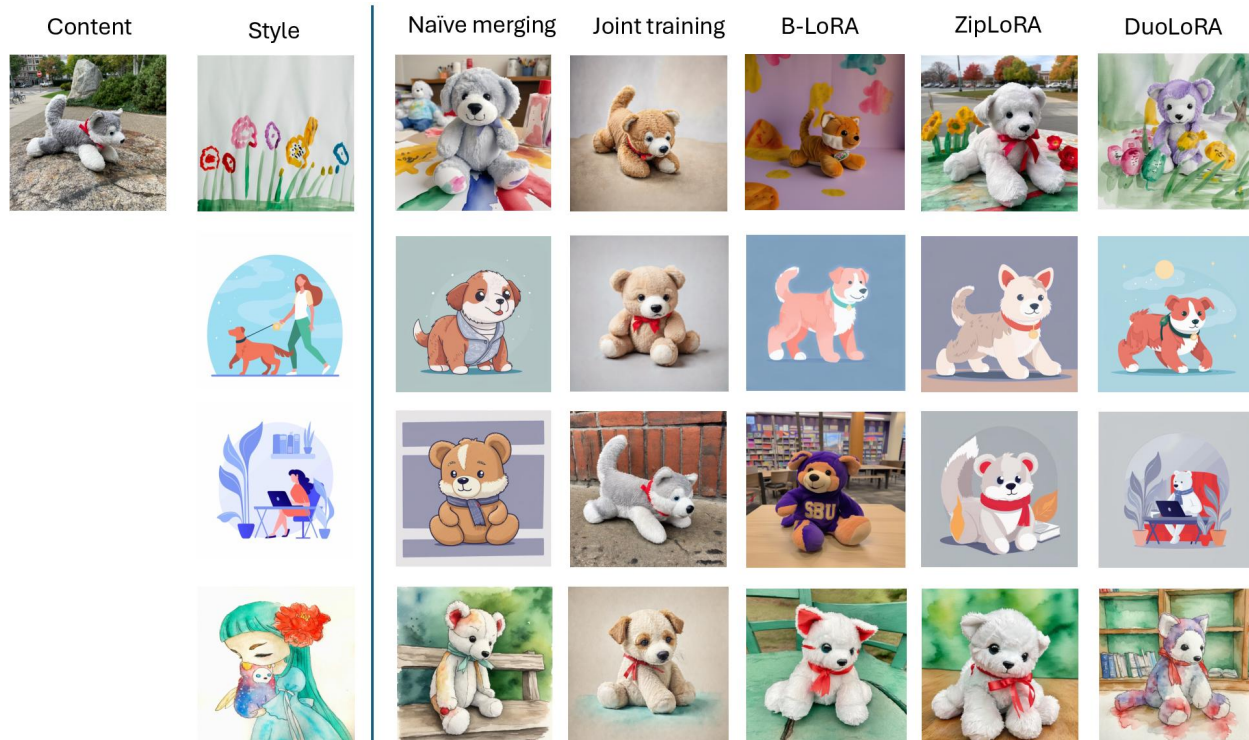 Content
Style
Naïve merging
Joint training
B-LoRA
ZipLoRA
DuoLoRA
SBU